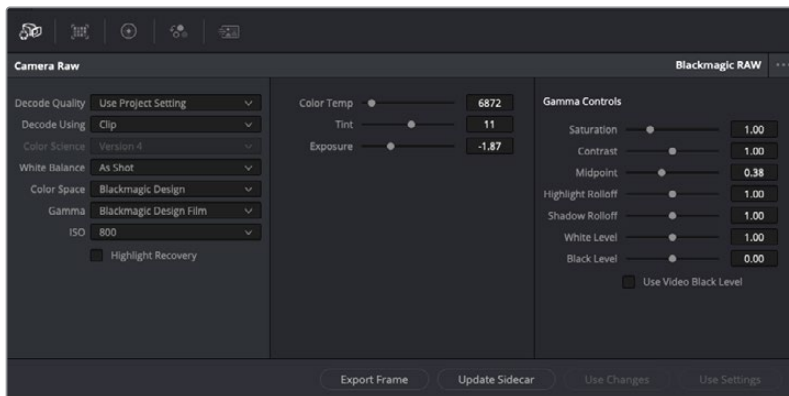 Camera Raw
Blackmagic RAW
Decode Quality Use Project Setting
Decode Using Clip
Color Science Version 4
White Balance As Shot
Color Space Blackmagic Design
Gamma Blackmagic Design Film
ISO 800
Highlight Recovery
Color Temp 6872
Tint 11
Exposure -1.87
Gamma Controls
Saturation 1.00
Contrast 1.00
Midpoint 0.38
Highlight Rolloff 1.00
Shadow Rolloff 1.00
White Level 1.00
Black Level 0.00
Use Video Black Level
Export Frame
Update Sidecar
Use Changes
Use Settings